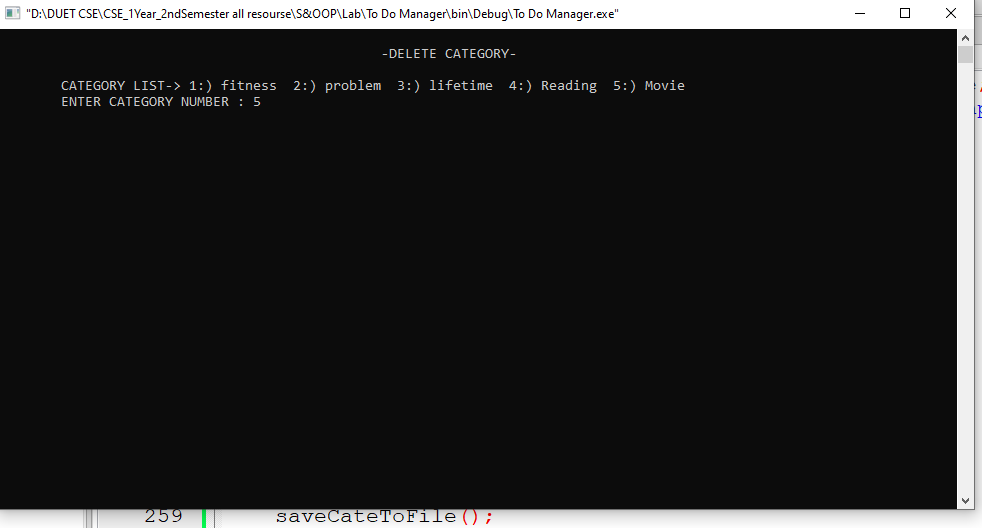 "D:\DUET CSE\CSE_1Year_2ndSemester all resourse\S&OOP\Lab\To Do Manager\bin\Debug\To Do Manager.exe"
-DELETE CATEGORY-
CATEGORY LIST-> 1:) fitness  2:) problem  3:) lifetime  4:) Reading  5:) Movie
ENTER CATEGORY NUMBER : 5
259 saveCateToFile();